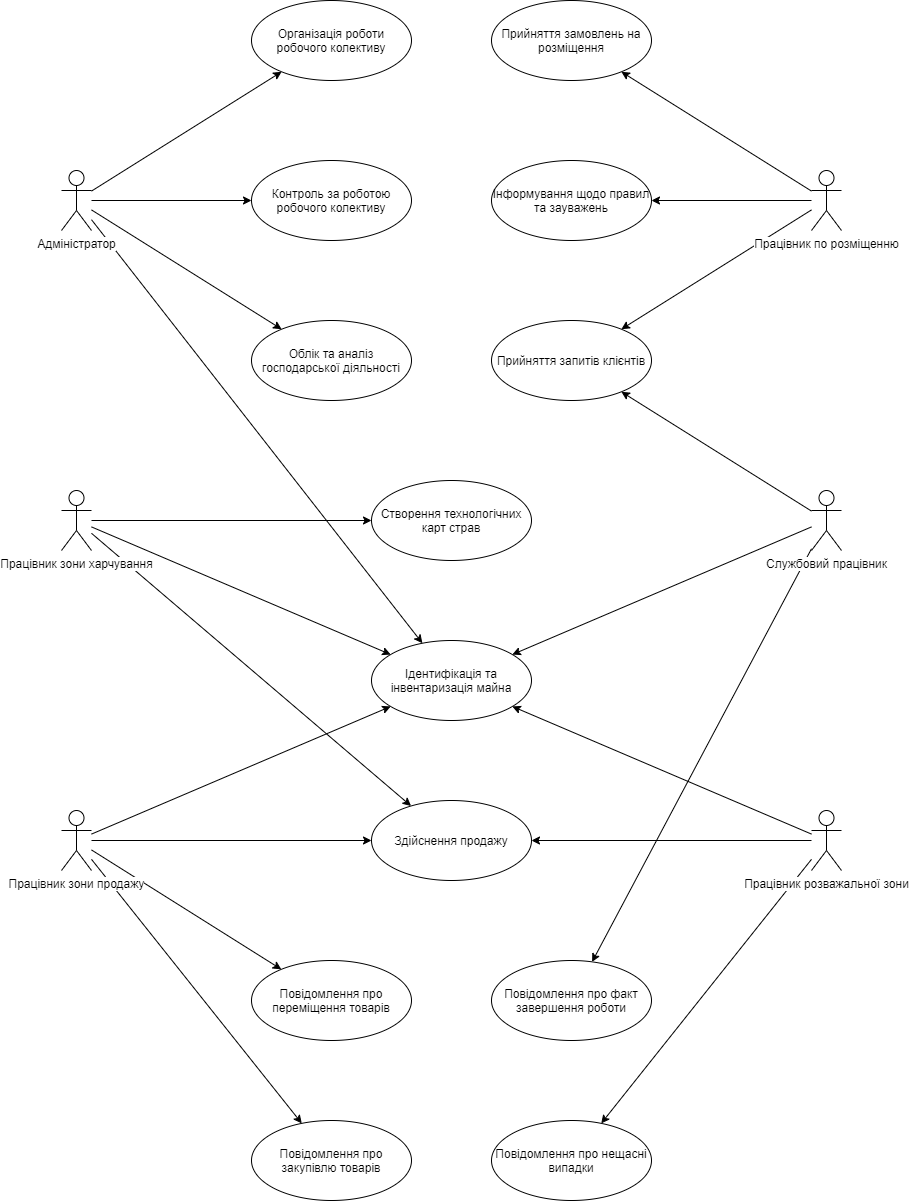 Організація роботи
робочого колективу
Прийняття замовлень на
розміщення
Контроль за роботою
робочого колективу
Інформування щодо правил
та зауважень
Адміністратор
Працівник по розміщенню
Облік та аналіз
господарської діяльності
Прийняття запитів клієнтів
Створення технологічних
карт страв
Працівник зони харчування
Службовий працівник
Ідентифікація та
інвентаризація майна
Здійснення продажу
Працівник зони продажу
Працівник розважальної зони
Повідомлення про
переміщення товарів
Повідомлення про факт
завершення роботи
Повідомлення про
закупівлю товарів
Повідомлення про нещасні
випадки